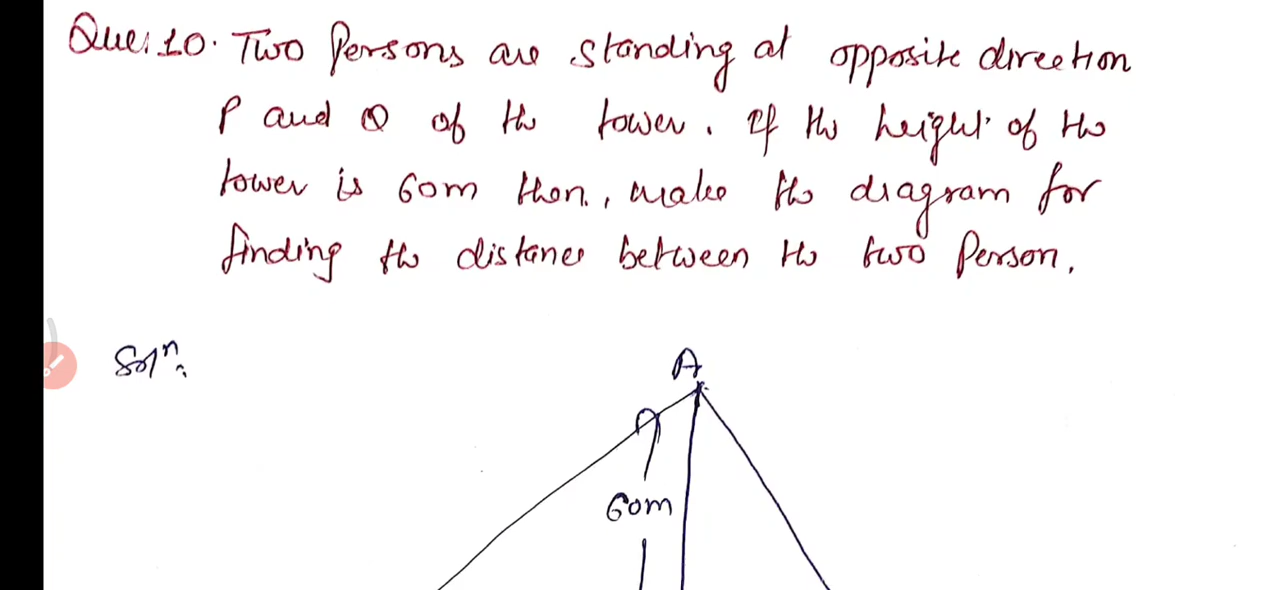 Que:10. Two Persons are standing at opposite direction
P and Q of the tower. If the height of the
tower is 60m then, make the diagram for
finding the distance between the two Person.
Solⁿ:
A
60m